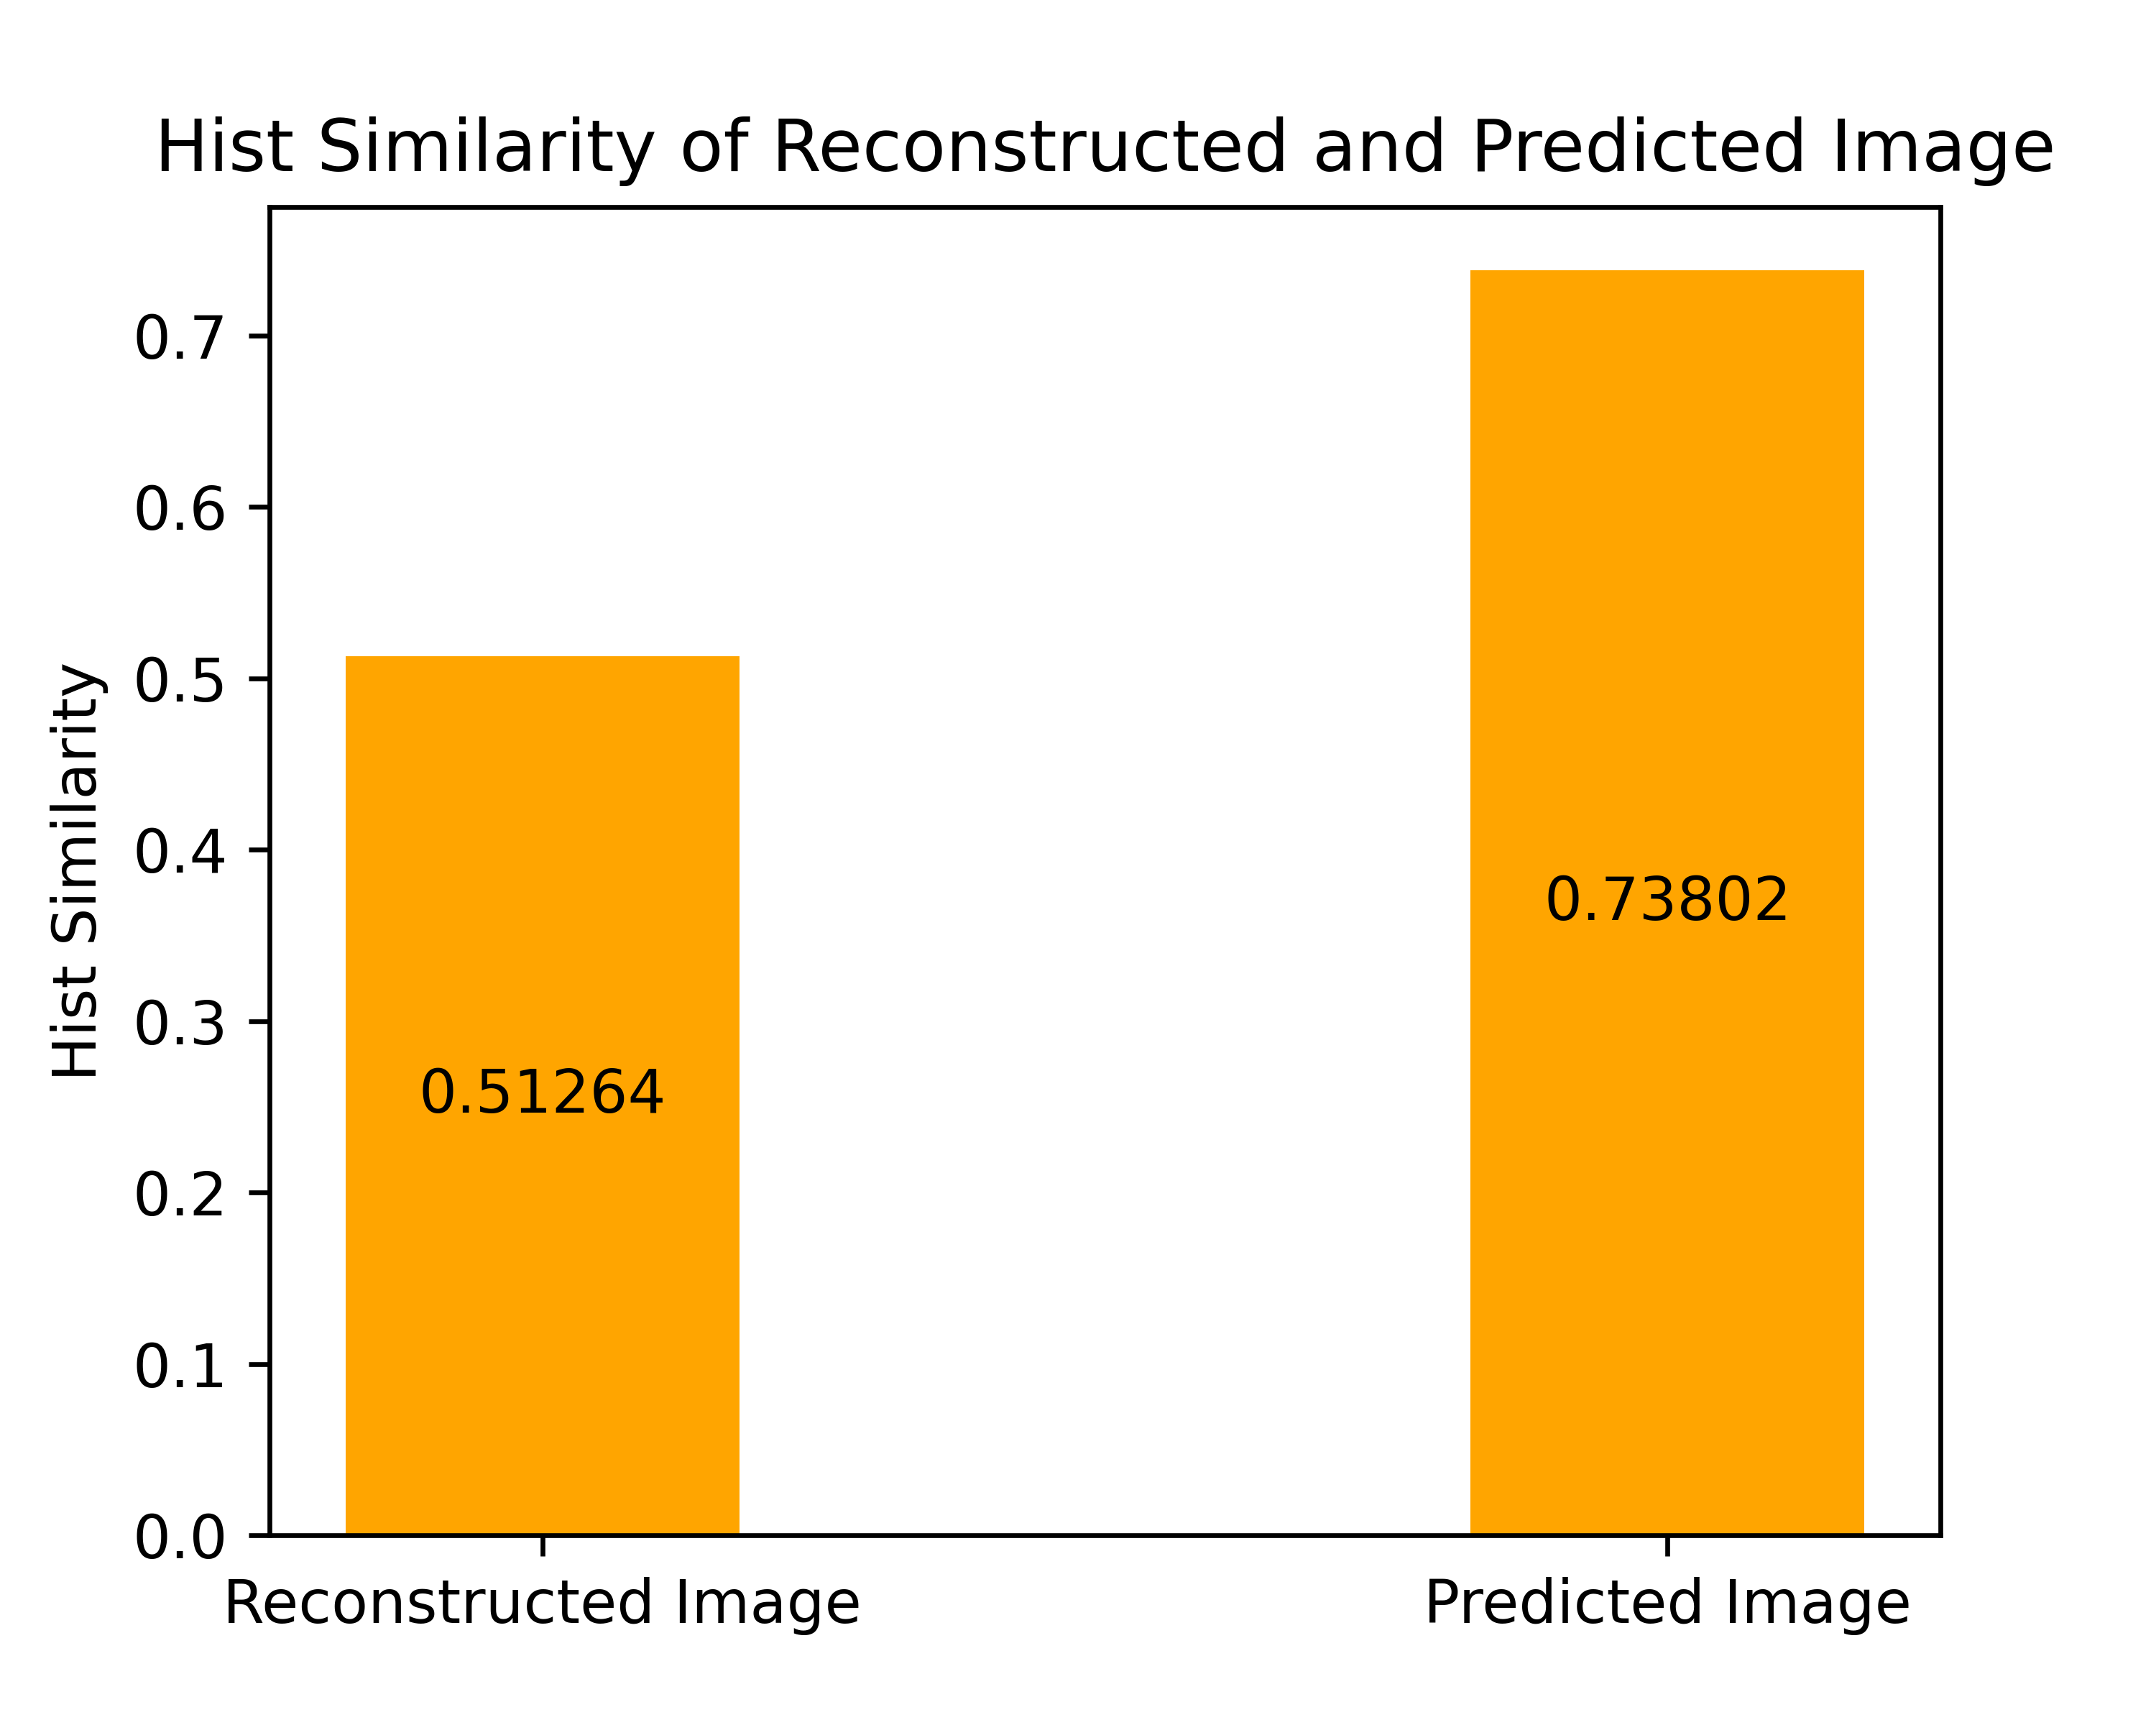 Hist Similarity of Reconstructed and Predicted Image
Hist Similarity
0.7
0.6
0.5
0.4
0.3
0.2
0.1
0.0
0.51264
0.73802
Reconstructed Image
Predicted Image